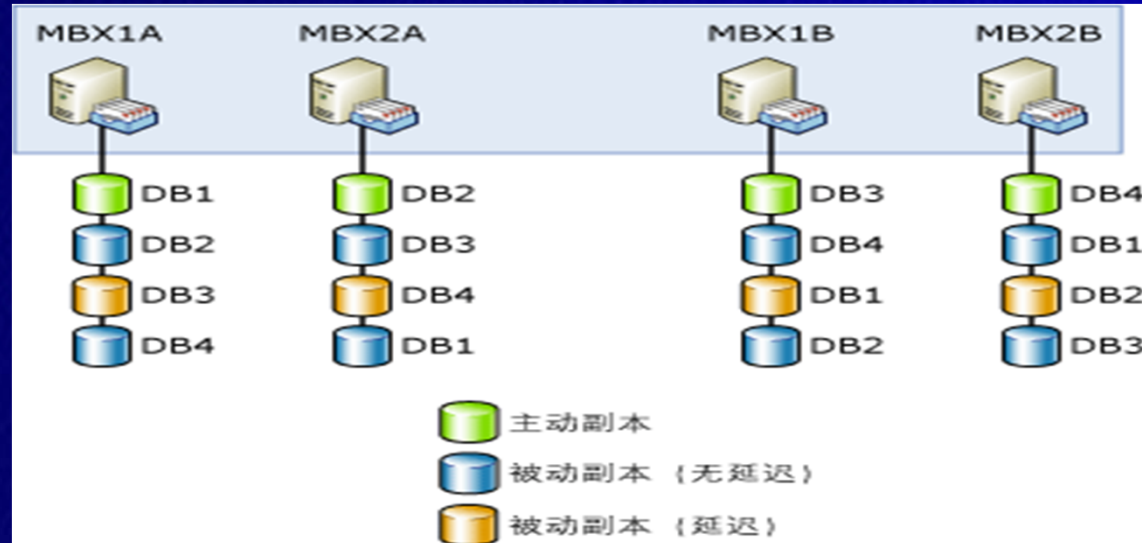 MBX1A MBX2A MBX1B MBX2B
DB1 DB2 DB3 DB4
DB2 DB3 DB4 DB1
DB3 DB4 DB1 DB2
DB4 DB1 DB2 DB3
主动副本
被动副本 (无延迟)
被动副本 (延迟)